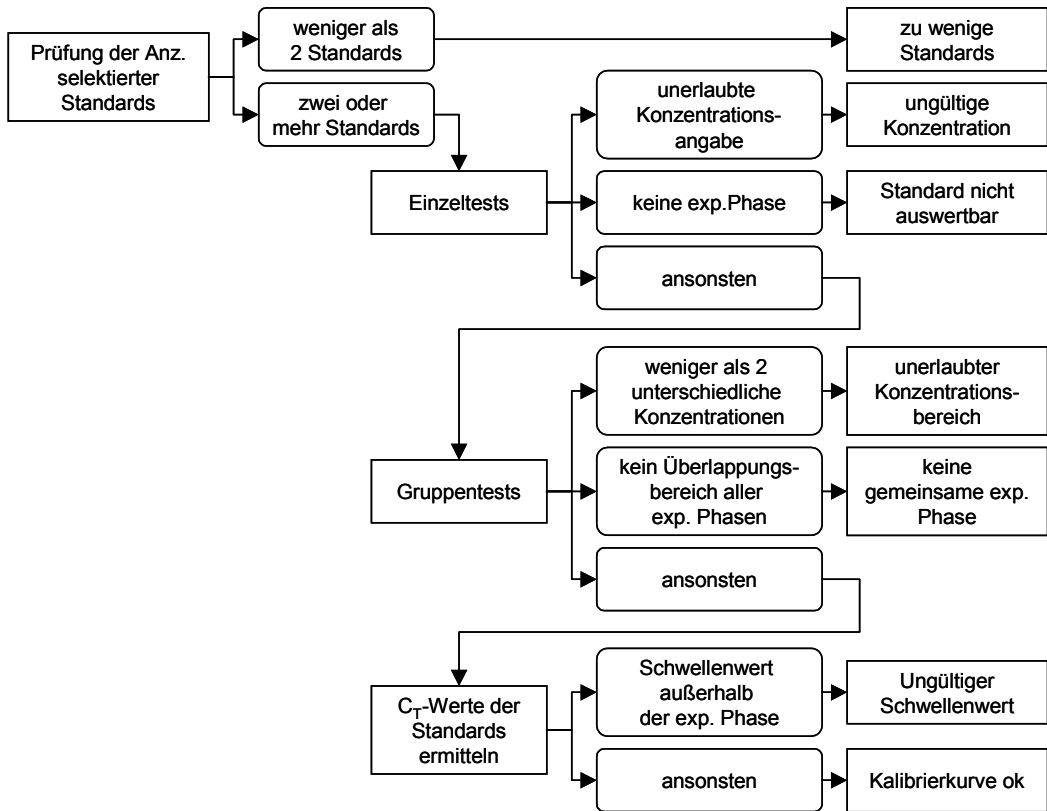 Prüfung der Anz.
selektierter
Standards
weniger als
2 Standards
zu wenige
Standards
zwei oder
mehr Standards
Einzeltests
unerlaubte
Konzentrations-
angabe
ungültige
Konzentration
keine exp.Phase
Standard nicht
auswertbar
ansonsten
Gruppentests
weniger als 2
unterschiedliche
Konzentrationen
unerlaubter
Konzentrations-
bereich
kein Überlappungs-
bereich aller
exp. Phasen
keine
gemeinsame exp.
Phase
ansonsten
C_T-Werte der
Standards
ermitteln
Schwellenwert
außerhalb
der exp. Phase
Ungültiger
Schwellenwert
ansonsten
Kalibrierkurve ok